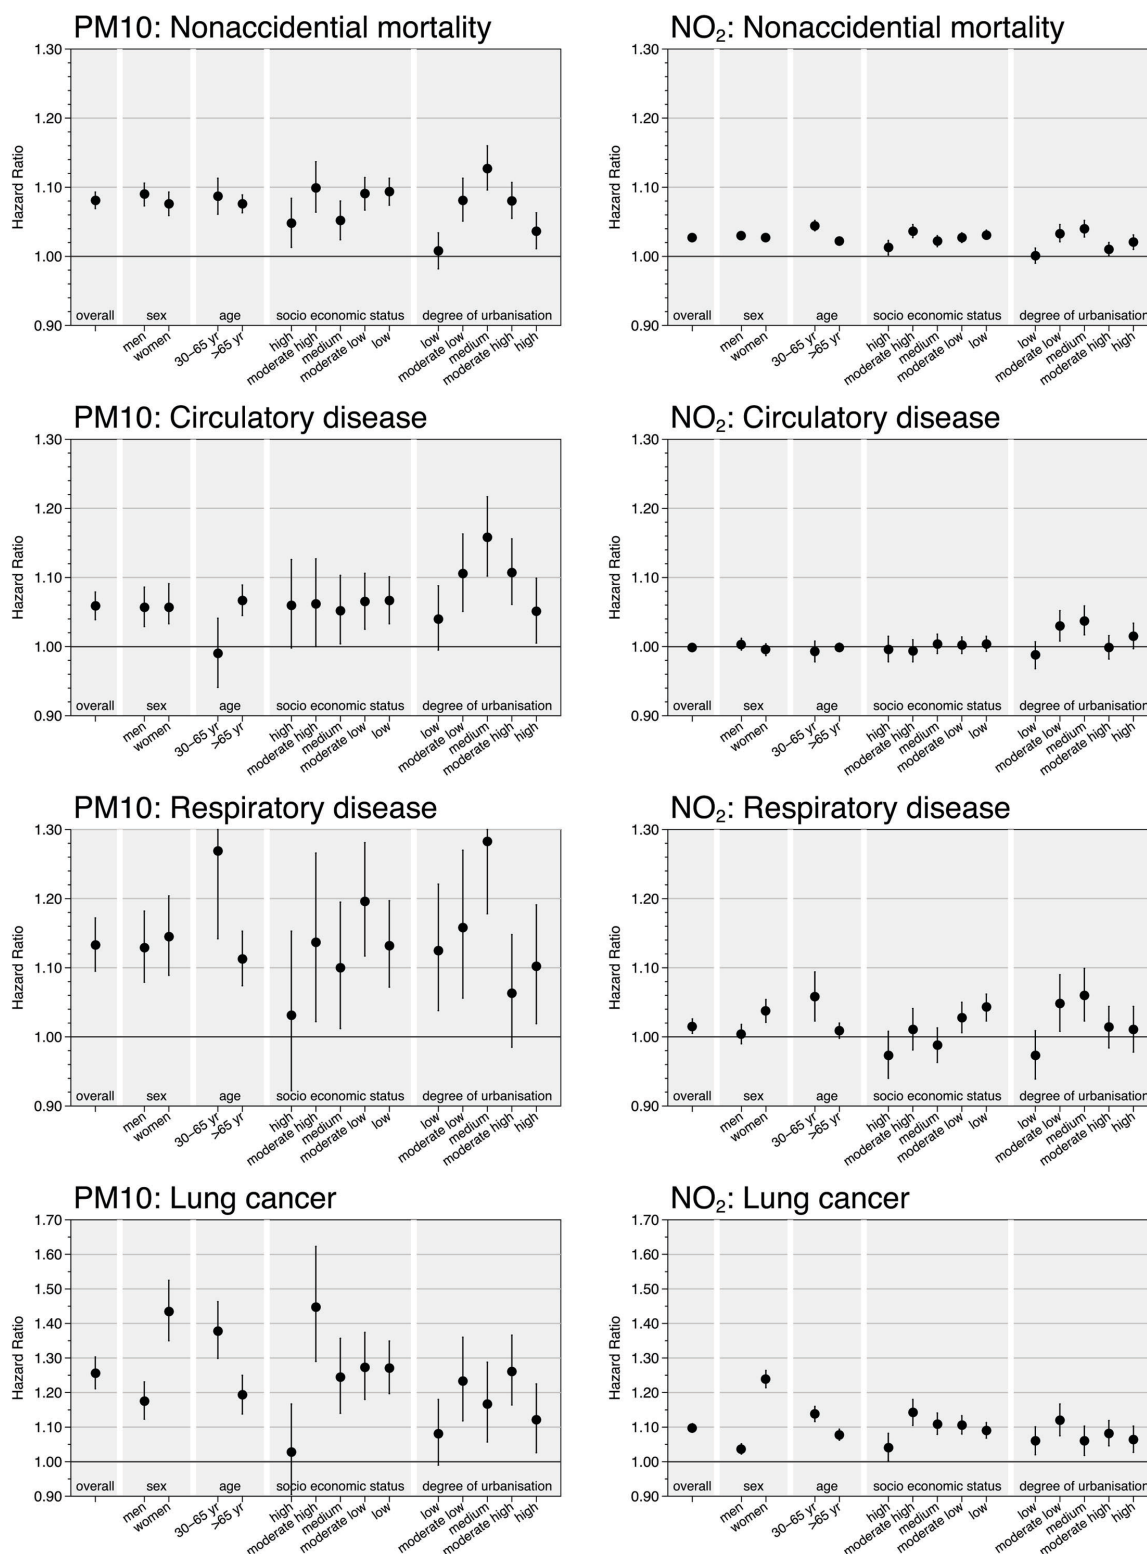 PM10: Nonaccidential mortality
1.30
1.20
1.10
1.00
0.90
Hazard Ratio
overall sex age socio economic status degree of urbanisation
men women 30–65 yr >65 yr high moderate high medium moderate low low low moderate low medium moderate high high
NO₂: Nonaccidential mortality
1.30
1.20
1.10
1.00
0.90
Hazard Ratio
overall sex age socio economic status degree of urbanisation
men women 30–65 yr >65 yr high moderate high medium moderate low low low moderate low medium moderate high high
PM10: Circulatory disease
1.30
1.20
1.10
1.00
0.90
Hazard Ratio
overall sex age socio economic status degree of urbanisation
men women 30–65 yr >65 yr high moderate high medium moderate low low low moderate low medium moderate high high
NO₂: Circulatory disease
1.30
1.20
1.10
1.00
0.90
Hazard Ratio
overall sex age socio economic status degree of urbanisation
men women 30–65 yr >65 yr high moderate high medium moderate low low low moderate low medium moderate high high
PM10: Respiratory disease
1.30
1.20
1.10
1.00
0.90
Hazard Ratio
overall sex age socio economic status degree of urbanisation
men women 30–65 yr >65 yr high moderate high medium moderate low low low moderate low medium moderate high high
NO₂: Respiratory disease
1.30
1.20
1.10
1.00
0.90
Hazard Ratio
overall sex age socio economic status degree of urbanisation
men women 30–65 yr >65 yr high moderate high medium moderate low low low moderate low medium moderate high high
PM10: Lung cancer
1.70
1.60
1.50
1.40
1.30
1.20
1.10
1.00
0.90
Hazard Ratio
overall sex age socio economic status degree of urbanisation
men women 30–65 yr >65 yr high moderate high medium moderate low low low moderate low medium moderate high high
NO₂: Lung cancer
1.70
1.60
1.50
1.40
1.30
1.20
1.10
1.00
0.90
Hazard Ratio
overall sex age socio economic status degree of urbanisation
men women 30–65 yr >65 yr high moderate high medium moderate low low low moderate low medium moderate high high